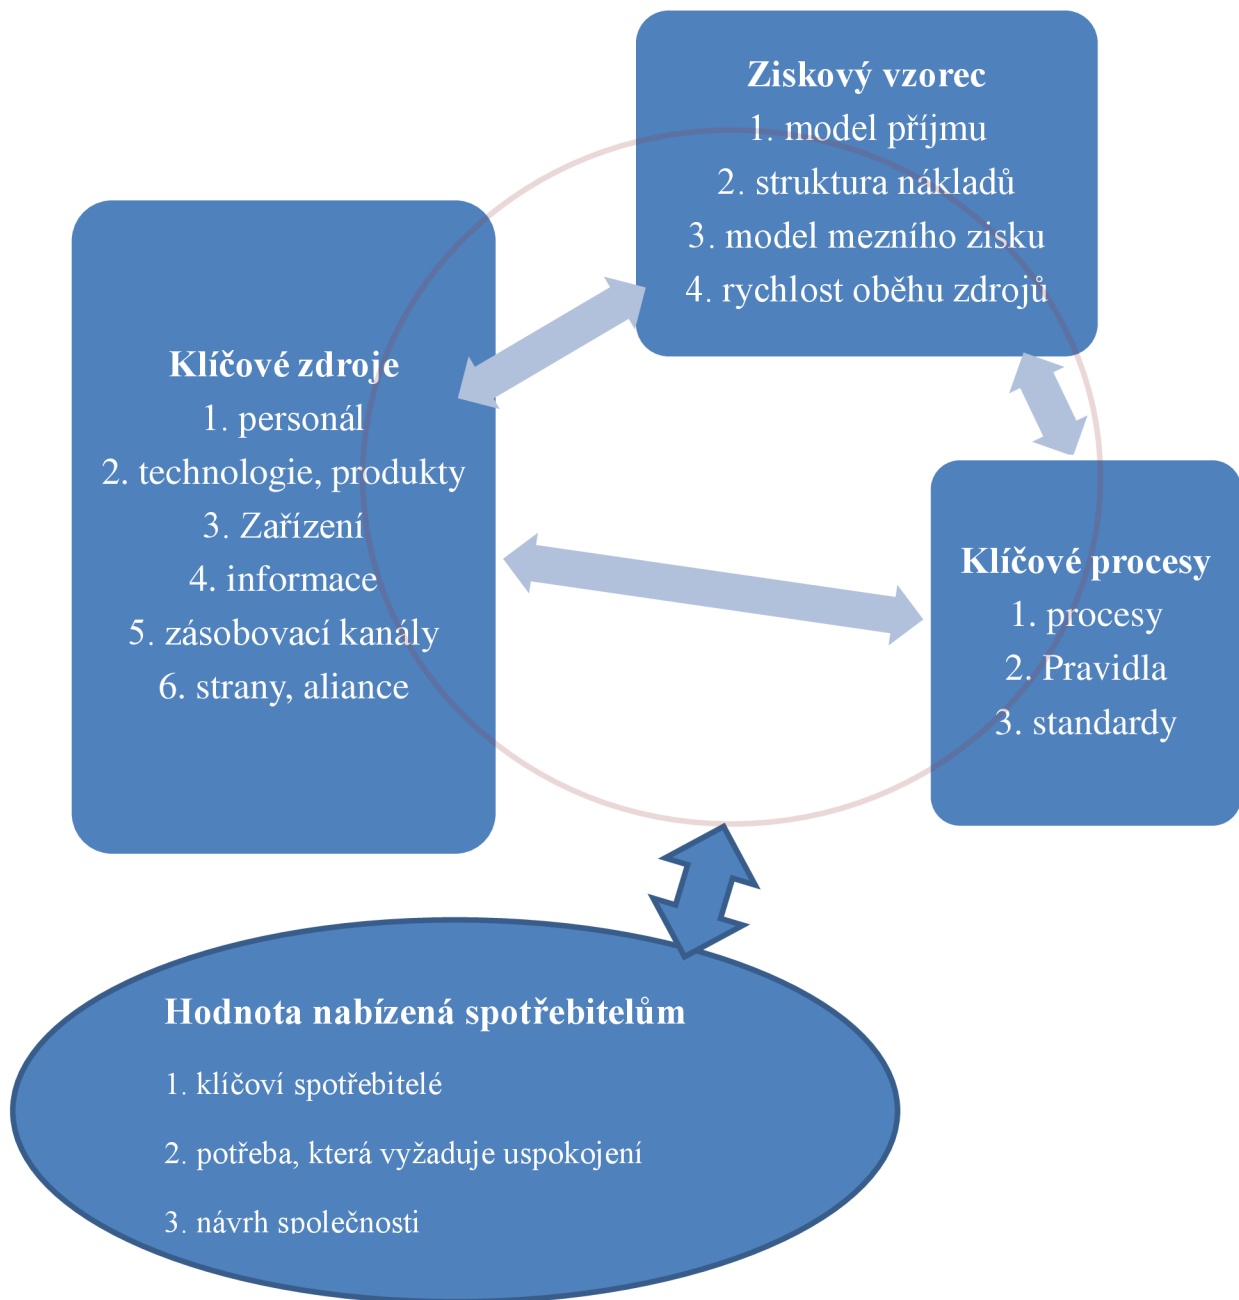 Ziskový vzorec
1. model příjmu
2. struktura nákladů
3. model mezního zisku
4. rychlost oběhu zdrojů
Klíčové zdroje
1. personál
2. technologie, produkty
3. Zařízení
4. informace
5. zásobovací kanály
6. strany, aliance
Klíčové procesy
1. procesy
2. Pravidla
3. standardy
Hodnota nabízená spotřebitelům
1. klíčoví spotřebitelé
2. potřeba, která vyžaduje uspokojení
3. návrh společnosti